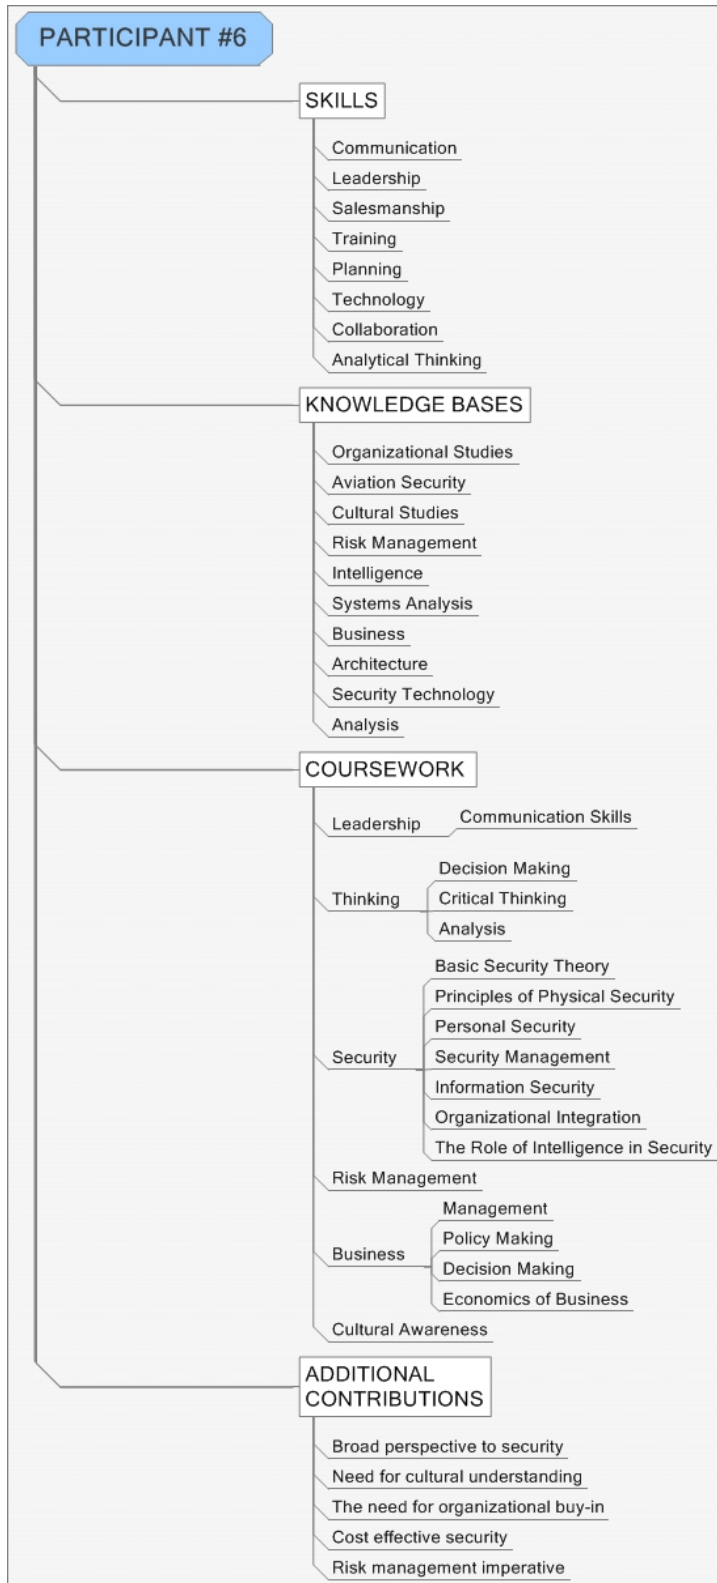 PARTICIPANT #6
SKILLS
Communication
Leadership
Salesmanship
Training
Planning
Technology
Collaboration
Analytical Thinking
KNOWLEDGE BASES
Organizational Studies
Aviation Security
Cultural Studies
Risk Management
Intelligence
Systems Analysis
Business
Architecture
Security Technology
Analysis
COURSEWORK
Leadership
Communication Skills
Thinking
Decision Making
Critical Thinking
Analysis
Security
Basic Security Theory
Principles of Physical Security
Personal Security
Security Management
Information Security
Organizational Integration
The Role of Intelligence in Security
Risk Management
Business
Management
Policy Making
Decision Making
Economics of Business
Cultural Awareness
ADDITIONAL
CONTRIBUTIONS
Broad perspective to security
Need for cultural understanding
The need for organizational buy-in
Cost effective security
Risk management imperative